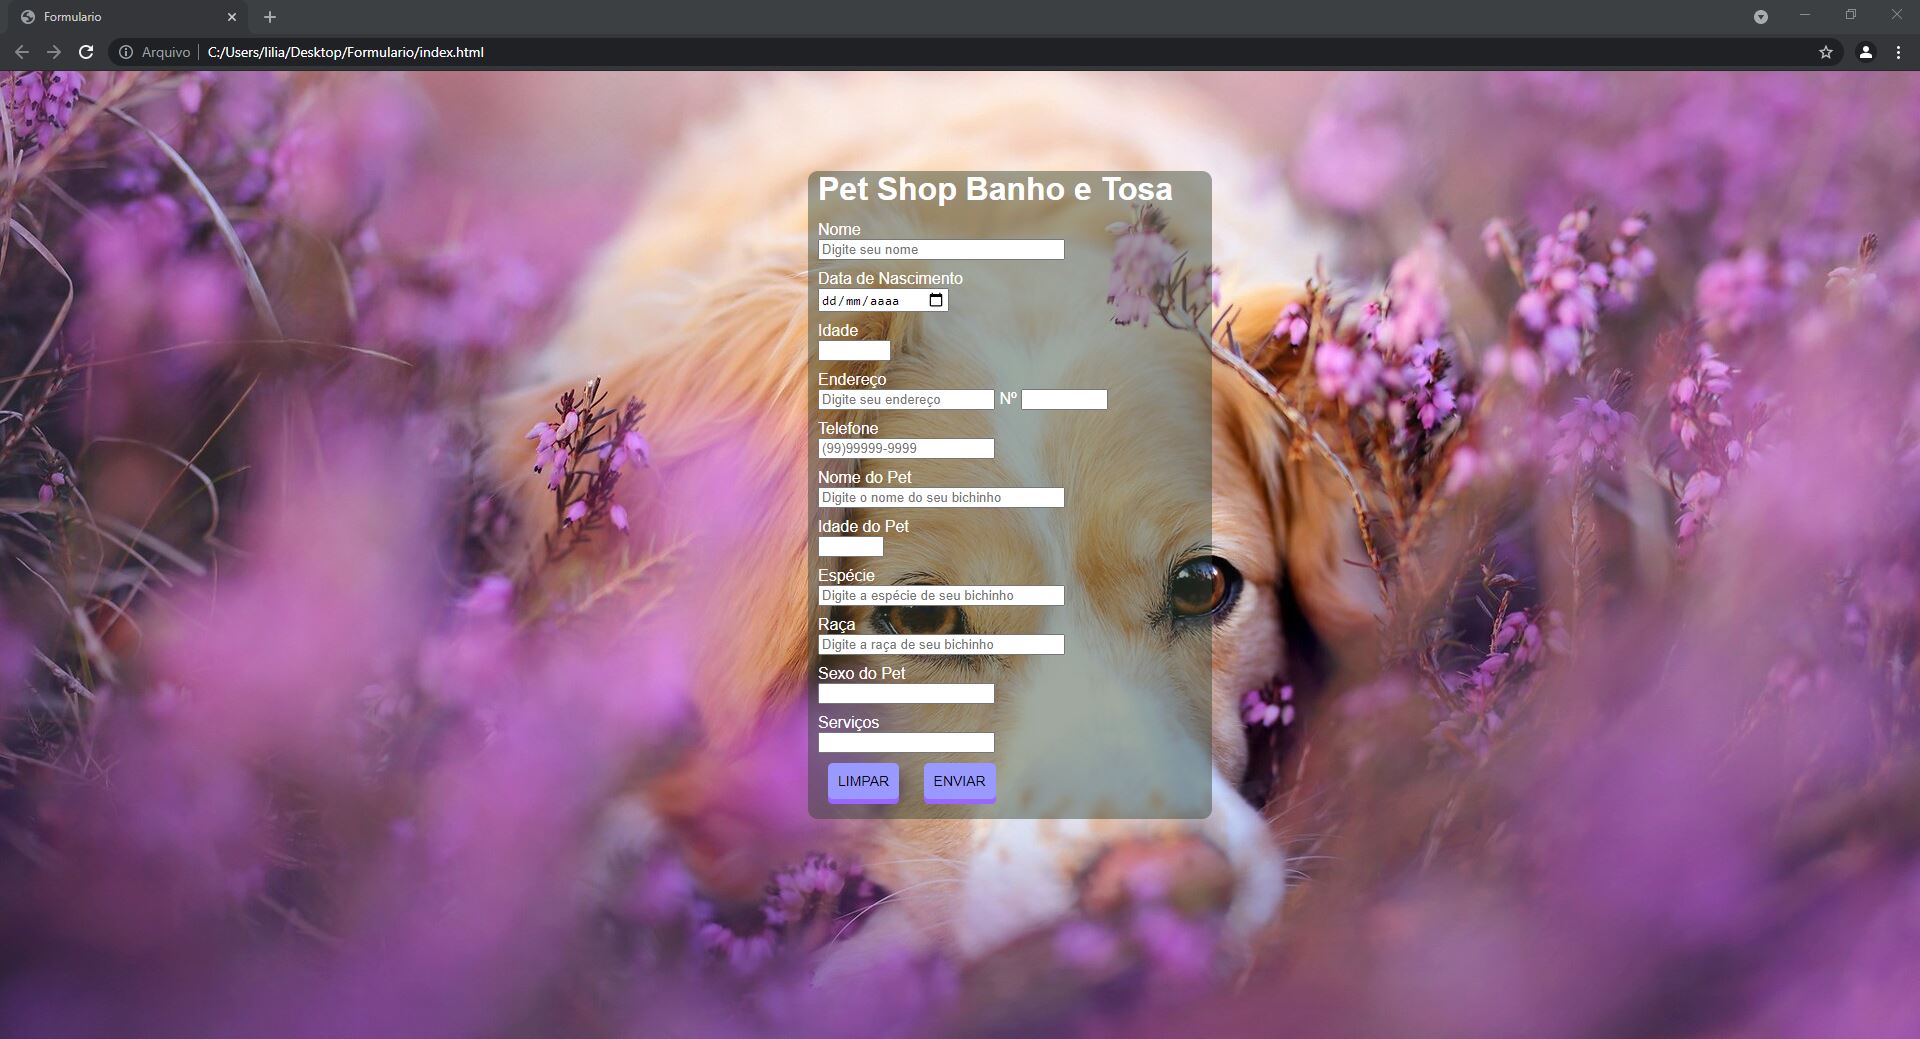 Formulario
Arquivo C:/Users/lilia/Desktop/Formulario/index.html
Pet Shop Banho e Tosa
Nome
Digite seu nome
Data de Nascimento
dd/mm/aaaa
Idade
Endereço
Digite seu endereço Nº
Telefone
(99)99999-9999
Nome do Pet
Digite o nome do seu bichinho
Idade do Pet
Espécie
Digite a espécie de seu bichinho
Raça
Digite a raça de seu bichinho
Sexo do Pet
Serviços
LIMPAR ENVIAR